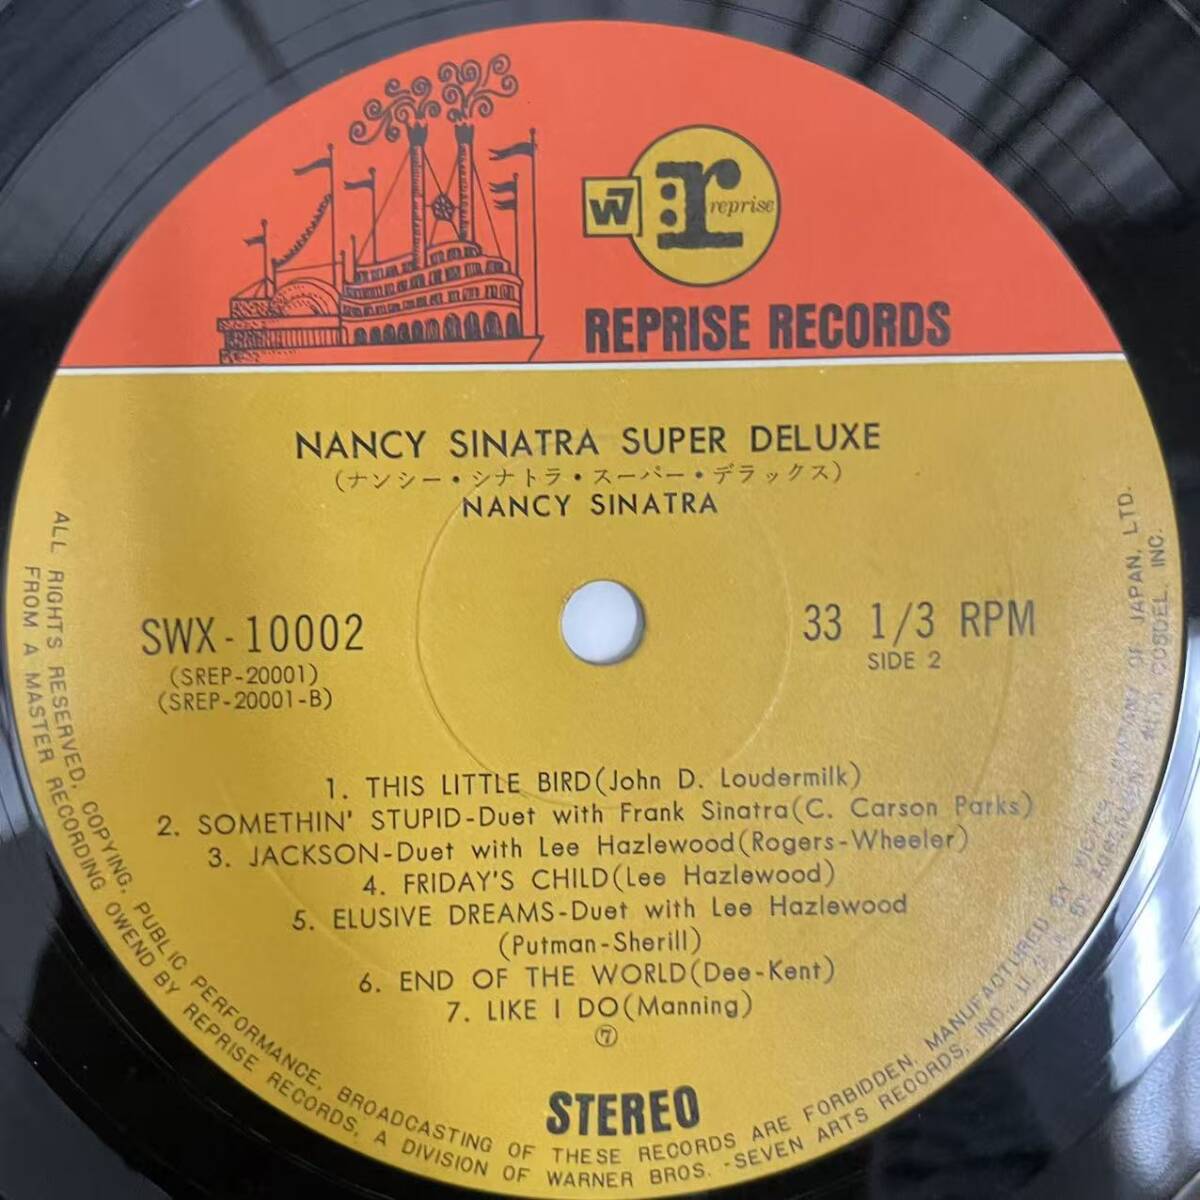 W7
r reprise
REPRISE RECORDS
NANCY SINATRA SUPER DELUXE
(ナンシー・シナトラ・スーパー・デラックス)
NANCY SINATRA
SWX-10002
(SREP-20001)
(SREP-20001-B)
33 1/3 RPM
SIDE 2
1. THIS LITTLE BIRD(John D. Loudermilk)
2. SOMETHIN' STUPID-Duet with Frank Sinatra(C. Carson Parks)
3. JACKSON-Duet with Lee Hazlewood(Rogers-Wheeler)
4. FRIDAY'S CHILD(Lee Hazlewood)
5. ELUSIVE DREAMS-Duet with Lee Hazlewood
(Putman-Sherill)
6. END OF THE WORLD(Dee-Kent)
7. LIKE I DO(Manning)
⑦
STEREO
ALL RIGHTS RESERVED, COPYING, PUBLIC PERFORMANCE, BROADCASTING OF THESE RECORDS ARE FORBIDDEN. MANUFACTURED BY OF JAPAN, LTD.
FROM A MASTER RECORDING OWEND BY REPRISE RECORDS, A DIVISION OF WARNER BROS. -SEVEN ARTS RECORDS, INC., U. S. A. COSDEL, INC.